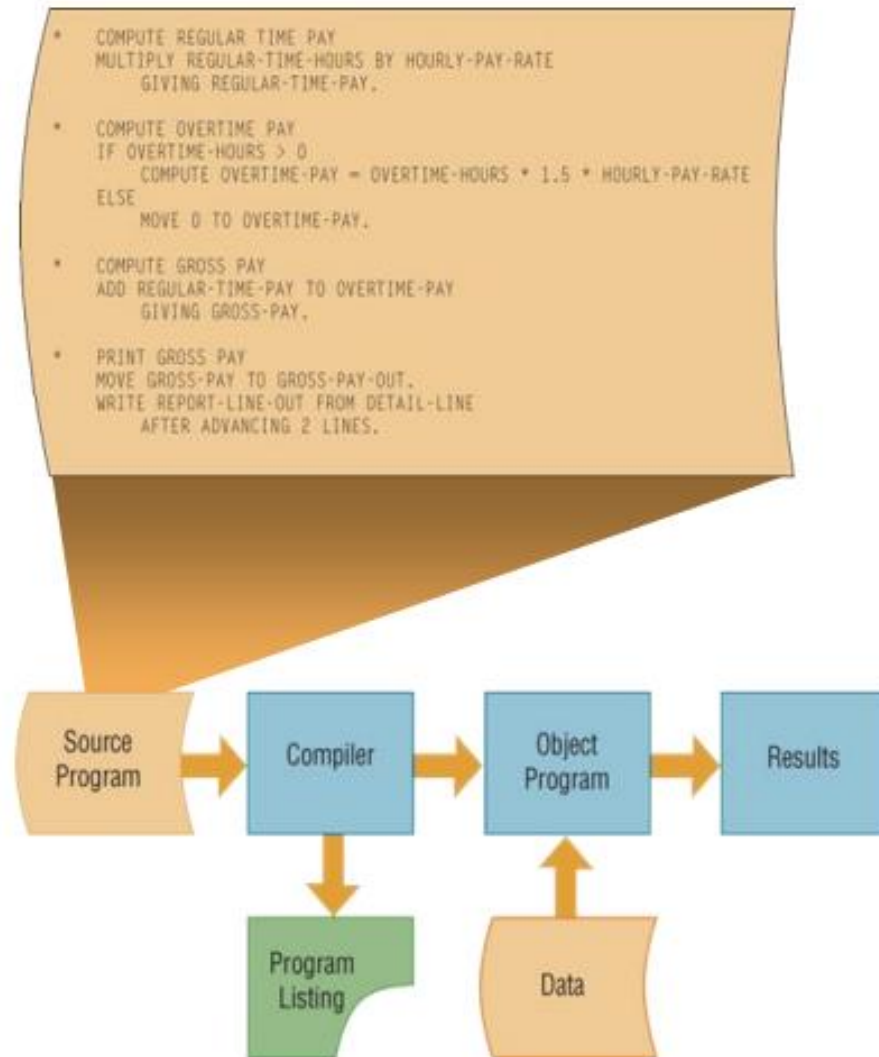 * COMPUTE REGULAR TIME PAY
MULTIPLY REGULAR-TIME-HOURS BY HOURLY-PAY-RATE
GIVING REGULAR-TIME-PAY.
* COMPUTE OVERTIME PAY
IF OVERTIME-HOURS > 0
COMPUTE OVERTIME-PAY = OVERTIME-HOURS * 1.5 * HOURLY-PAY-RATE
ELSE
MOVE 0 TO OVERTIME-PAY.
* COMPUTE GROSS PAY
ADD REGULAR-TIME-PAY TO OVERTIME-PAY
GIVING GROSS-PAY.
* PRINT GROSS PAY
MOVE GROSS-PAY TO GROSS-PAY-OUT.
WRITE REPORT-LINE-OUT FROM DETAIL-LINE
AFTER ADVANCING 2 LINES.
Source
Program
Compiler
Object
Program
Results
Program
Listing
Data